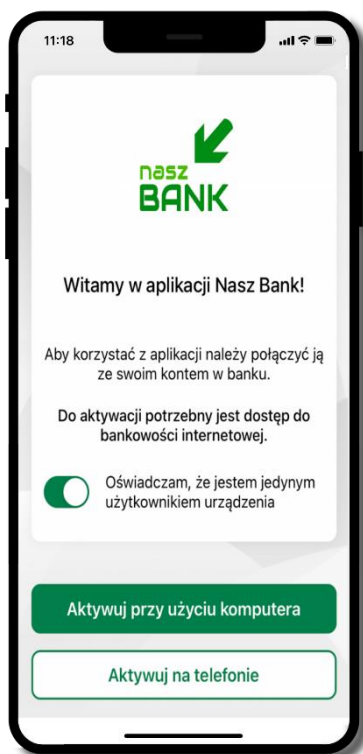 11:18
nasz
BANK
Witamy w aplikacji Nasz Bank!
Aby korzystać z aplikacji należy połączyć ją
ze swoim kontem w banku.
Do aktywacji potrzebny jest dostęp do
bankowości internetowej.
Oświadczam, że jestem jedynym
użytkownikiem urządzenia
Aktywuj przy użyciu komputera
Aktywuj na telefonie